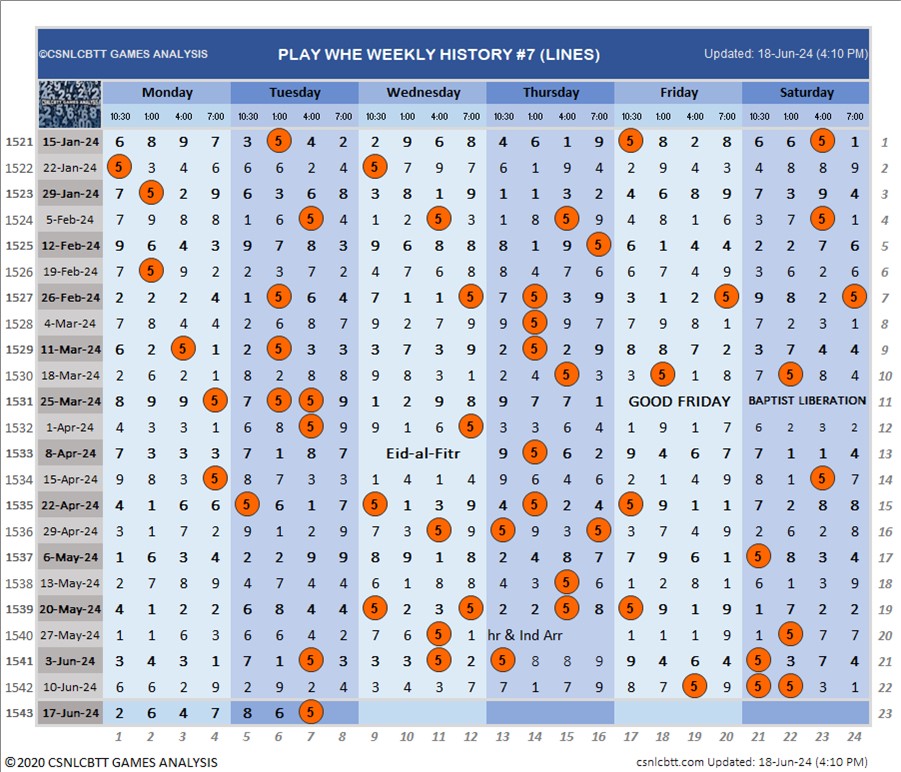 ©CSNLCBTT GAMES ANALYSIS PLAY WHE WEEKLY HISTORY #7 (LINES) Updated: 18-Jun-24 (4:10 PM)
CSNLCBTT GAMES ANALYSIS Monday Tuesday Wednesday Thursday Friday Saturday
10:30 1:00 4:00 7:00 10:30 1:00 4:00 7:00 10:30 1:00 4:00 7:00 10:30 1:00 4:00 7:00 10:30 1:00 4:00 7:00 10:30 1:00 4:00 7:00
1521 15-Jan-24 6 8 9 7 3 5 4 2 2 9 6 8 4 6 1 9 5 8 2 8 6 6 5 1 1
1522 22-Jan-24 5 3 4 6 6 6 2 4 5 7 9 7 6 1 9 4 2 9 4 3 4 8 8 9 2
1523 29-Jan-24 7 5 2 9 6 3 6 8 3 8 1 9 1 1 3 2 4 6 8 9 7 3 9 4 3
1524 5-Feb-24 7 9 8 8 1 6 5 4 1 2 5 3 1 8 5 9 4 8 1 6 3 7 5 1 4
1525 12-Feb-24 9 6 4 3 9 7 8 3 9 6 8 8 8 1 9 5 6 1 4 4 2 2 7 6 5
1526 19-Feb-24 7 5 9 2 2 3 7 2 4 7 6 8 8 4 7 6 6 7 4 9 3 6 2 6 6
1527 26-Feb-24 2 2 2 4 1 5 6 4 7 1 1 5 7 5 3 9 3 1 2 5 9 8 2 5 7
1528 4-Mar-24 7 8 4 4 2 6 8 7 9 2 7 9 9 5 9 7 7 9 8 1 7 2 3 1 8
1529 11-Mar-24 6 2 5 1 2 5 3 3 3 7 3 9 2 5 2 9 8 8 7 2 3 7 4 4 9
1530 18-Mar-24 2 6 2 1 8 2 8 8 9 8 3 1 2 4 5 3 3 5 1 8 7 5 8 4 10
1531 25-Mar-24 8 9 9 5 7 5 5 9 1 2 9 8 9 7 7 1 GOOD FRIDAY BAPTIST LIBERATION 11
1532 1-Apr-24 4 3 3 1 6 8 5 9 9 1 6 5 3 3 6 4 1 9 1 7 6 2 3 2 12
1533 8-Apr-24 7 3 3 3 7 1 8 7 Eid-al-Fitr 9 5 6 2 9 4 6 7 7 1 1 4 13
1534 15-Apr-24 9 8 3 5 8 7 3 3 1 4 1 4 9 4 6 2 2 1 4 9 8 1 5 7 14
1535 22-Apr-24 4 1 6 6 5 6 1 7 5 1 3 9 4 5 2 4 5 9 1 1 7 2 8 8 15
1536 29-Apr-24 3 1 7 2 9 1 2 9 7 3 5 9 5 9 3 5 3 7 4 9 2 6 2 8 16
1537 6-May-24 1 6 3 4 2 2 9 9 8 9 1 8 2 4 8 7 7 9 6 1 5 8 3 4 17
1538 13-May-24 2 7 8 9 4 7 4 4 6 1 8 8 4 3 5 6 1 2 8 1 6 1 3 9 18
1539 20-May-24 4 1 2 2 6 8 4 4 5 2 3 5 2 2 5 8 5 9 1 9 1 7 2 2 19
1540 27-May-24 1 1 6 3 6 6 4 2 7 6 5 1 hr & Ind Arr 1 1 1 9 1 5 7 7 20
1541 3-Jun-24 3 4 3 1 7 1 5 3 3 3 5 2 5 8 8 9 9 4 6 4 5 3 7 4 21
1542 10-Jun-24 6 6 2 9 2 9 2 4 3 4 3 7 7 1 7 9 8 7 5 9 5 5 3 1 22
1543 17-Jun-24 2 6 4 7 8 6 5 23
1 2 3 4 5 6 7 8 9 10 11 12 13 14 15 16 17 18 19 20 21 22 23 24
©2020 CSNLCBTT GAMES ANALYSIS csnlcbtt.com Updated: 18-Jun-24 (4:10 PM)